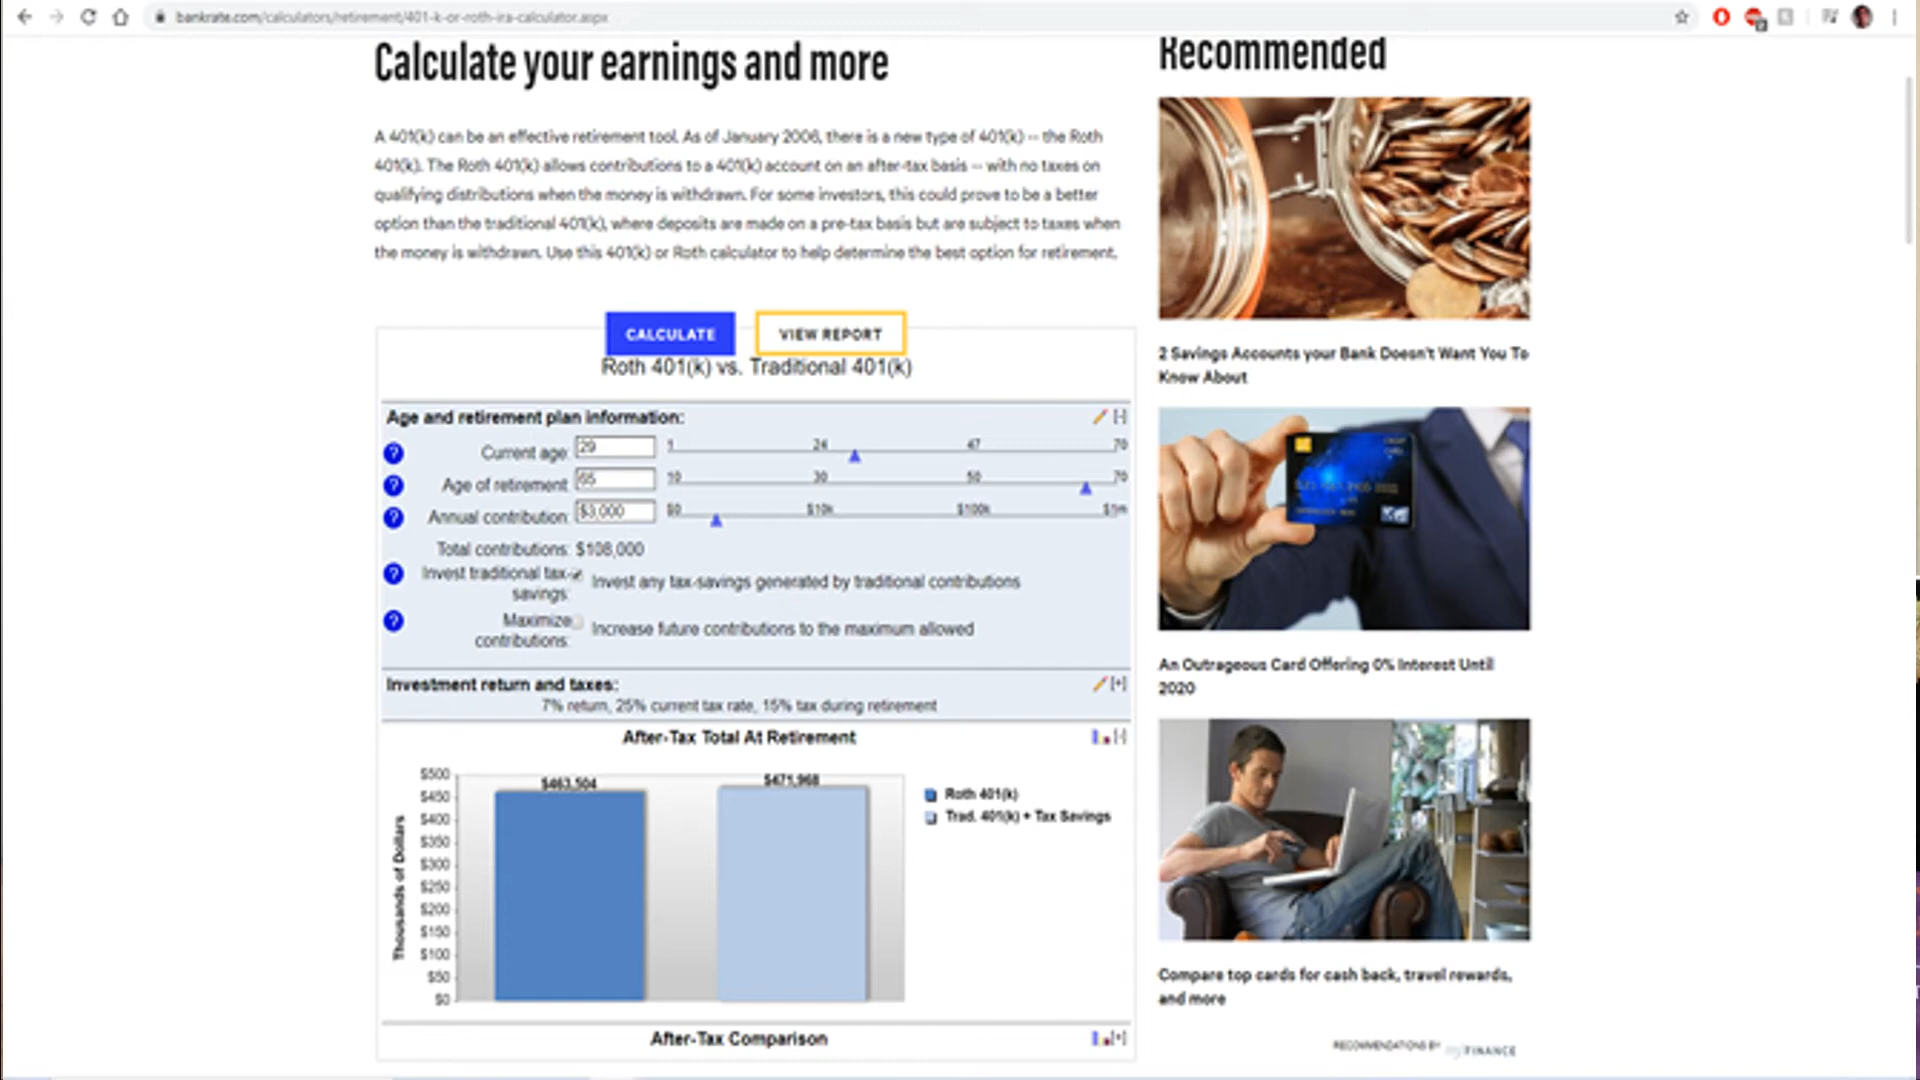 bankrate.com/calculators/retirement/401-k-or-roth-ira-calculator.aspx
Calculate your earnings and more
A 401(k) can be an effective retirement tool. As of January 2006, there is a new type of 401(k) -- the Roth
401(k). The Roth 401(k) allows contributions to a 401(k) account on an after-tax basis -- with no taxes on
qualifying distributions when the money is withdrawn. For some investors, this could prove to be a better
option than the traditional 401(k), where deposits are made on a pre-tax basis but are subject to taxes when
the money is withdrawn. Use this 401(k) or Roth calculator to help determine the best option for retirement.
CALCULATE
VIEW REPORT
Roth 401(k) vs. Traditional 401(k)
Age and retirement plan information: [-]
? Current age: 29 1 24 47 70
? Age of retirement: 65 10 30 50 70
? Annual contribution: $3,000 $0 $10k $100k $1m
Total contributions: $108,000
? Invest traditional tax-
savings:
Invest any tax-savings generated by traditional contributions
? Maximize
contributions:
Increase future contributions to the maximum allowed
Investment return and taxes: [+]
7% return, 25% current tax rate, 15% tax during retirement
After-Tax Total At Retirement [-]
Thousands of Dollars
$500
$450
$400
$350
$300
$250
$200
$150
$100
$50
$0
$463,504
$471,968
Roth 401(k)
Trad. 401(k) + Tax Savings
After-Tax Comparison [+]
Recommended
2 Savings Accounts your Bank Doesn't Want You To
Know About
An Outrageous Card Offering 0% Interest Until
2020
Compare top cards for cash back, travel rewards,
and more
RECOMMENDATIONS BY
myFINANCE